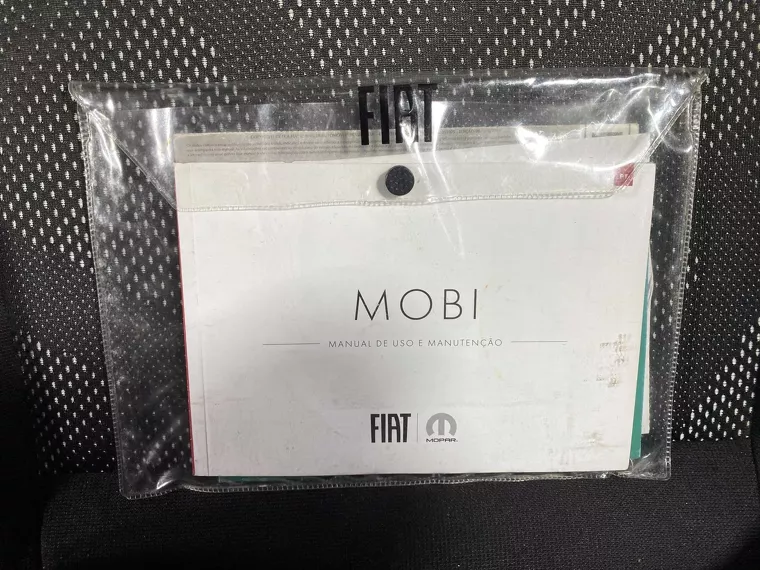 FIAT
MOBI
MANUAL DE USO E MANUTENÇÃO
FIAT
MOPAR